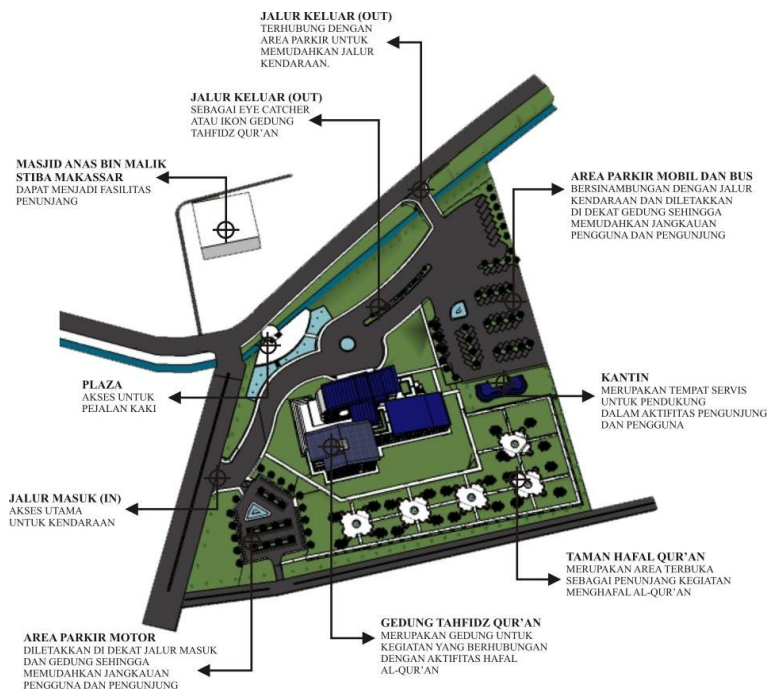 JALUR KELUAR (OUT)
TERHUBUNG DENGAN
AREA PARKIR UNTUK
MEMUDAHKAN JALUR
KENDARAAN.
JALUR KELUAR (OUT)
SEBAGAI EYE CATCHER
ATAU IKON GEDUNG
TAHFIDZ QUR'AN
MASJID ANAS BIN MALIK
STIBA MAKASSAR
DAPAT MENJADI FASILITAS
PENUNJANG
AREA PARKIR MOBIL DAN BUS
BERSINAMBUNGAN DENGAN JALUR
KENDARAAN DAN DILETAKKAN
DI DEKAT GEDUNG SEHINGGA
MEMUDAHKAN JANGKAUAN
PENGGUNA DAN PENGUNJUNG
PLAZA
AKSES UNTUK
PEJALAN KAKI
KANTIN
MERUPAKAN TEMPAT SERVIS
UNTUK PENDUKUNG
DALAM AKTIFITAS PENGUNJUNG
DAN PENGGUNA
JALUR MASUK (IN)
AKSES UTAMA
UNTUK KENDARAAN
TAMAN HAFAL QUR'AN
MERUPAKAN AREA TERBUKA
SEBAGAI PENUNJANG KEGIATAN
MENGHAFAL AL-QUR'AN
AREA PARKIR MOTOR
DILETAKKAN DI DEKAT JALUR MASUK
DAN GEDUNG SEHINGGA
MEMUDAHKAN JANGKAUAN
PENGGUNA DAN PENGUNJUNG
GEDUNG TAHFIDZ QUR'AN
MERUPAKAN GEDUNG UNTUK
KEGIATAN YANG BERHUBUNGAN
DENGAN AKTIFITAS HAFAL
AL-QUR'AN